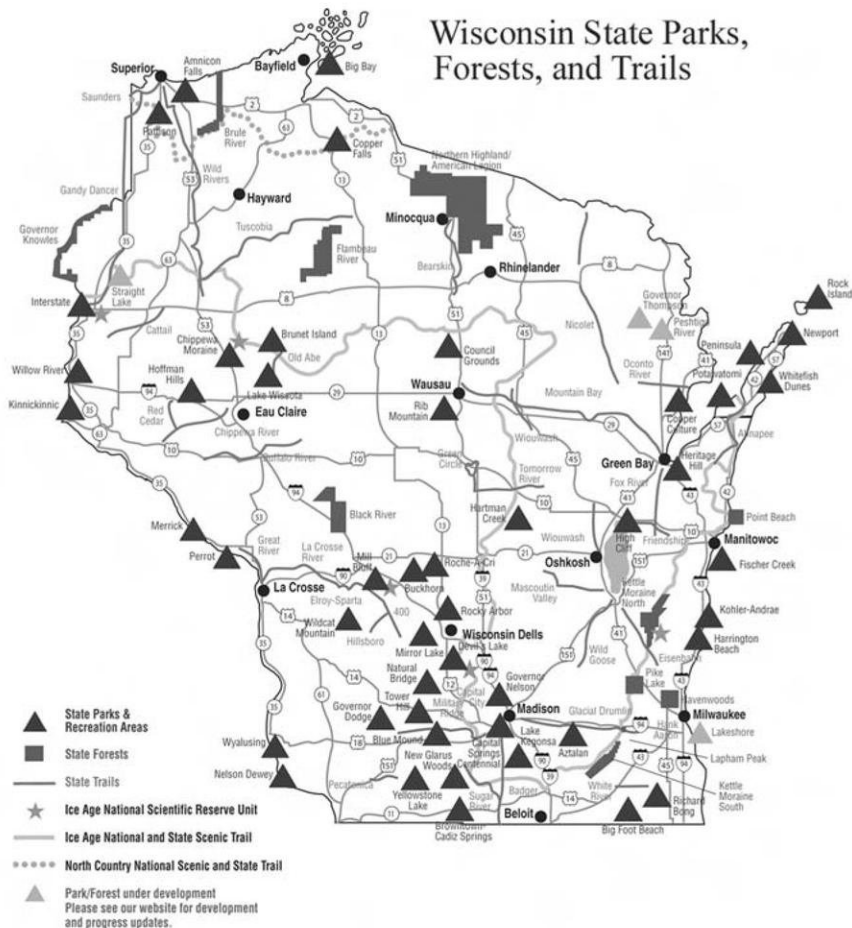 Wisconsin State Parks,
Forests, and Trails
Superior
Amnicon
Falls
Bayfield
Big Bay
Saunders
Pattison
Brule
River
Copper
Falls
Northern Highland/
American Legion
Wild
Rivers
Gandy Dancer
Hayward
Minocqua
Governor
Knowles
Tuscobia
Flambeau
River
Bearskin
Rhinelander
Straight
Lake
Interstate
Governor
Thompson
Peshtigo
River
Rock
Island
Nicolet
Newport
Cattail
Chippewa
Moraine
Brunet Island
Old Abe
Council
Grounds
Peninsula
Potawatomi
Whitefish
Dunes
Oconto
River
Willow River
Hoffman
Hills
Lake Wissota
Wausau
Mountain Bay
Kinnickinnic
Red
Cedar
Eau Claire
Chippewa River
Rib
Mountain
Copper
Culture
Ahnapee
Buffalo River
Green
Circle
Wiouwash
Tomorrow
River
Green Bay
Heritage
Hill
Fox River
Black River
Hartman
Creek
Point Beach
Merrick
Perrot
Great
River
La Crosse
River
Mill
Bluff
Roche-A-Cri
Buckhorn
Wiouwash
Oshkosh
High
Cliff
Friendship
Manitowoc
Fischer Creek
La Crosse
Elroy-Sparta
400
Rocky Arbor
Mascoutin
Valley
Kettle
Moraine
North
Kohler-Andrae
Wildcat
Mountain
Hillsboro
Wisconsin Dells
Mirror Lake
Devil's Lake
Wild
Goose
Harrington
Beach
Eisenbahn
Natural
Bridge
Governor
Nelson
Pike
Lake
Havenwoods
Governor
Dodge
Tower
Hill
Military
Ridge
Capital
City
Madison
Glacial Drumlin
Hank
Aaron
Milwaukee
Lakeshore
Wyalusing
Blue Mound
Capital
Springs
Centennial
Lake
Kegonsa
Aztalan
Lapham Peak
Nelson Dewey
Pecatonica
New Glarus
Woods
Yellowstone
Lake
Sugar
River
Badger
White
River
Kettle
Moraine
South
Browntown-
Cadiz Springs
Beloit
Big Foot Beach
Richard
Bong
State Parks &
Recreation Areas
State Forests
State Trails
Ice Age National Scientific Reserve Unit
Ice Age National and State Scenic Trail
North Country National Scenic and State Trail
Park/Forest under development
Please see our website for development
and progress updates.